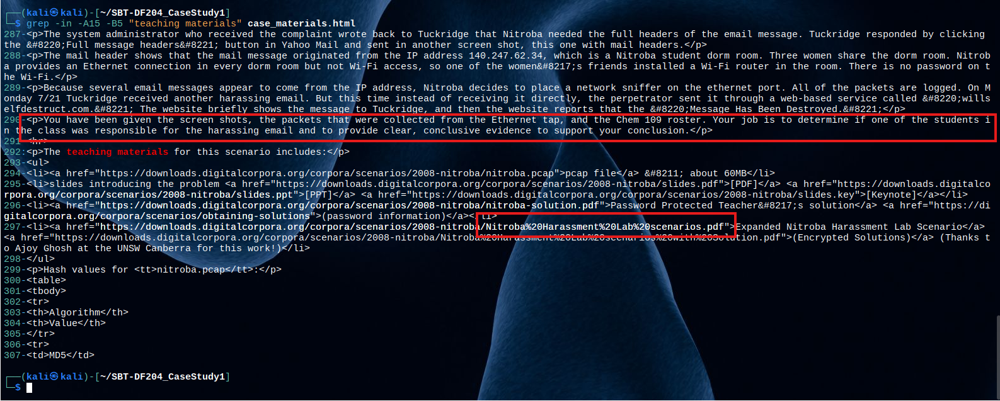 ┌──(kali㉿kali)-[~/SBT-DF204_CaseStudy1]
└─$ grep -in -A15 -B5 "teaching materials" case_materials.html
287-<p>The system administrator who received the complaint wrote back to Tuckridge that Nitroba needed the full headers of the email message. Tuckridge responded by clicking
the &#8220;Full message headers&#8221; button in Yahoo Mail and sent in another screen shot, this one with mail headers.</p>
288-<p>The mail header shows that the mail message originated from the IP address 140.247.62.34, which is a Nitroba student dorm room. Three women share the dorm room. Nitrob
a provides an Ethernet connection in every dorm room but not Wi-Fi access, so one of the women&#8217;s friends installed a Wi-Fi router in the room. There is no password on t
he Wi-Fi.</p>
289-<p>Because several email messages appear to come from the IP address, Nitroba decides to place a network sniffer on the ethernet port. All of the packets are logged. On M
onday 7/21 Tuckridge received another harassing email. But this time instead of receiving it directly, the perpetrator sent it through a web-based service called &#8220;wills
elfdestruct.com.&#8221; The website briefly shows the message to Tuckridge, and then the website reports that the &#8220;Message Has Been Destroyed.&#8221;</p>
290-<p>You have been given the screen shots, the packets that were collected from the Ethernet tap, and the Chem 109 roster. Your job is to determine if one of the students i
n the class was responsible for the harassing email and to provide clear, conclusive evidence to support your conclusion.</p>
291-<hr>
292:<p>The teaching materials for this scenario includes:</p>
293-<ul>
294-<li><a href="https://downloads.digitalcorpora.org/corpora/scenarios/2008-nitroba/nitroba.pcap">pcap file</a> &#8211; about 60MB</li>
295-<li>slides introducing the problem <a href="https://downloads.digitalcorpora.org/corpora/scenarios/2008-nitroba/slides.pdf">[PDF]</a> <a href="https://downloads.digitalco
rpora.org/corpora/scenarios/2008-nitroba/slides.ppt">[PPT]</a> <a href="https://downloads.digitalcorpora.org/corpora/scenarios/2008-nitroba/slides.key">[Keynote]</a></li>
296-<li><a href="https://downloads.digitalcorpora.org/corpora/scenarios/2008-nitroba/nitroba-solution.pdf">Password Protected Teacher&#8217;s solution</a> <a href="https://di
gitalcorpora.org/corpora/scenarios/obtaining-solutions">(password information)</a></li>
297-<li><a href="https://downloads.digitalcorpora.org/corpora/scenarios/2008-nitroba/Nitroba%20Harassment%20Lab%20scenarios.pdf">Expanded Nitroba Harassment Lab Scenario</a>
<a href="https://downloads.digitalcorpora.org/corpora/scenarios/2008-nitroba/Nitroba%20Harassment%20Lab%20scenarios%20with%20Solution.pdf">(Encrypted Solutions)</a> (Thanks t
o Ajoy Ghosh at the UNSW Canberra for this work!)</li>
298-</ul>
299-<p>Hash values for <tt>nitroba.pcap</tt>:</p>
300-<table>
301-<tbody>
302-<tr>
303-<th>Algorithm</th>
304-<th>Value</th>
305-</tr>
306-<tr>
307-<td>MD5</td>
┌──(kali㉿kali)-[~/SBT-DF204_CaseStudy1]
└─$